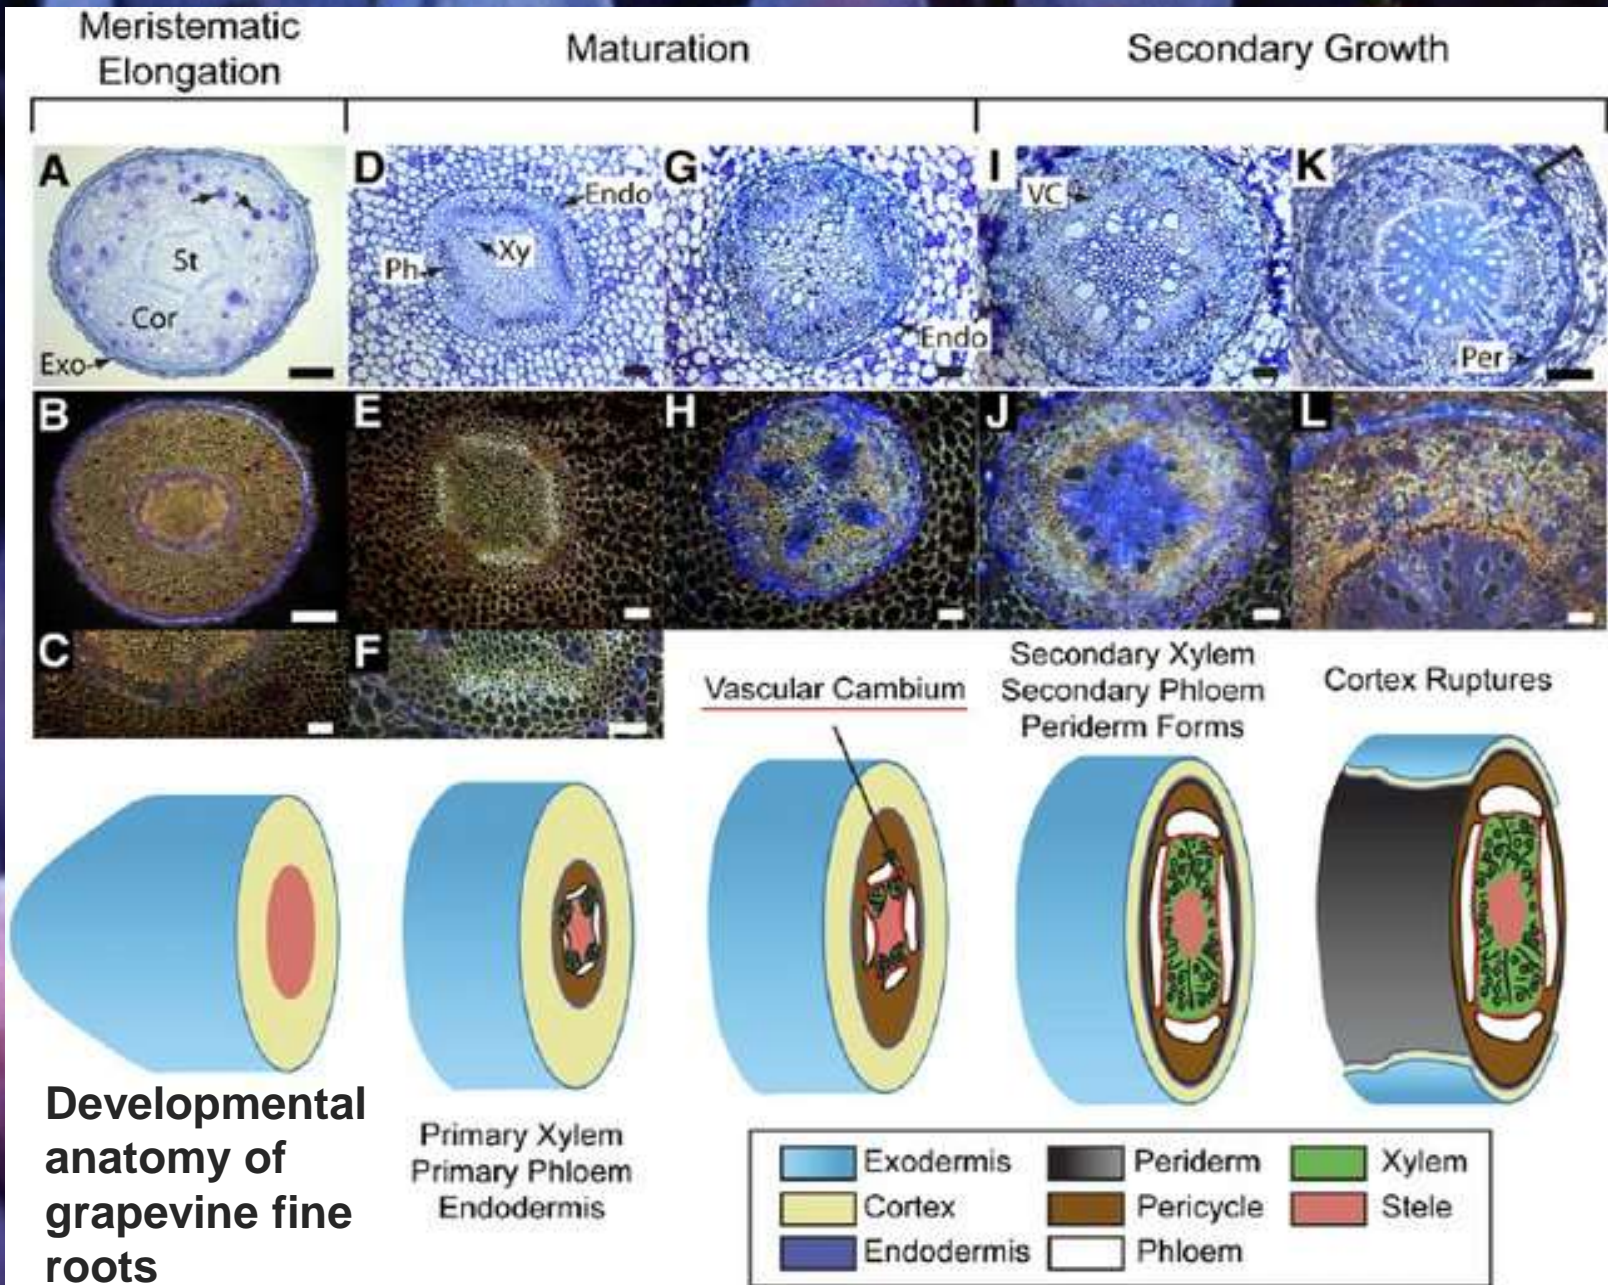 Meristematic
Elongation
Maturation
Secondary Growth
A
St
Cor
Exo
D
Endo
Xy
Ph
G
Endo
I
VC
K
Per
B
E
H
J
L
C
F
Vascular Cambium
Secondary Xylem
Secondary Phloem
Periderm Forms
Cortex Ruptures
Developmental
anatomy of
grapevine fine
roots
Primary Xylem
Primary Phloem
Endodermis
Exodermis
Periderm
Xylem
Cortex
Pericycle
Stele
Endodermis
Phloem